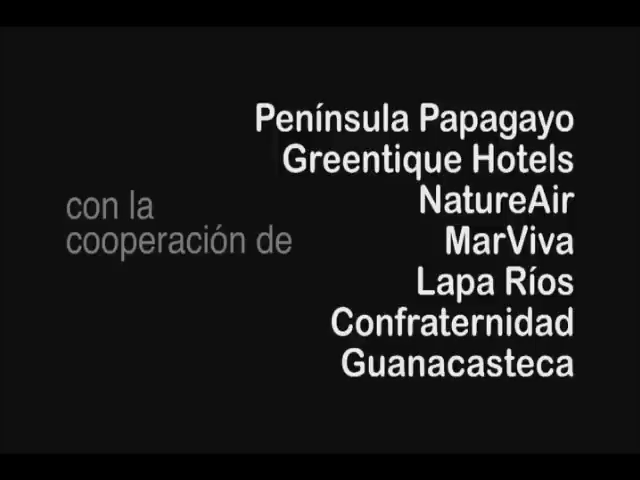 con la
cooperación de
Península Papagayo
Greentique Hotels
NatureAir
MarViva
Lapa Ríos
Confraternidad
Guanacasteca